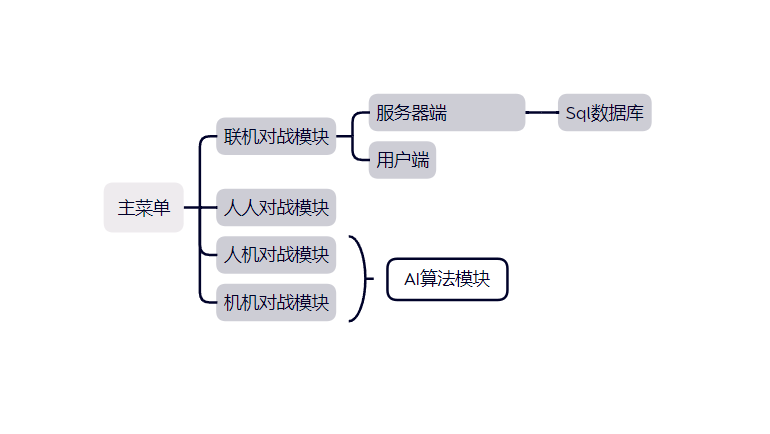 主菜单
联机对战模块
服务器端
Sql数据库
用户端
人人对战模块
人机对战模块
机机对战模块
AI算法模块